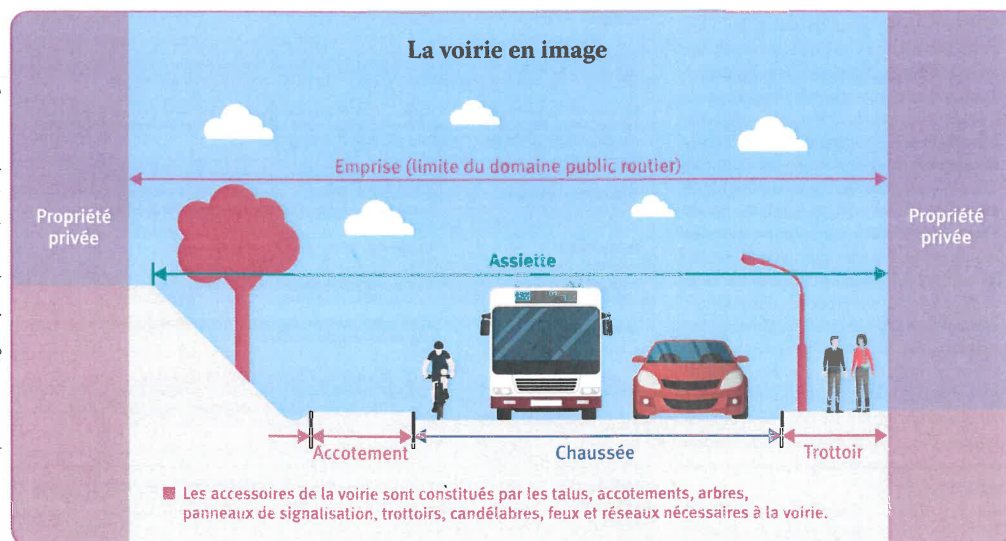 La voirie en image
Emprise (limite du domaine public routier)
Propriété
privée
Propriété
privée
Assiette
Accotement
Chaussée
Trottoir
Les accessoires de la voirie sont constitués par les talus, accotements, arbres,
panneaux de signalisation, trottoirs, candélabres, feux et réseaux nécessaires à la voirie.